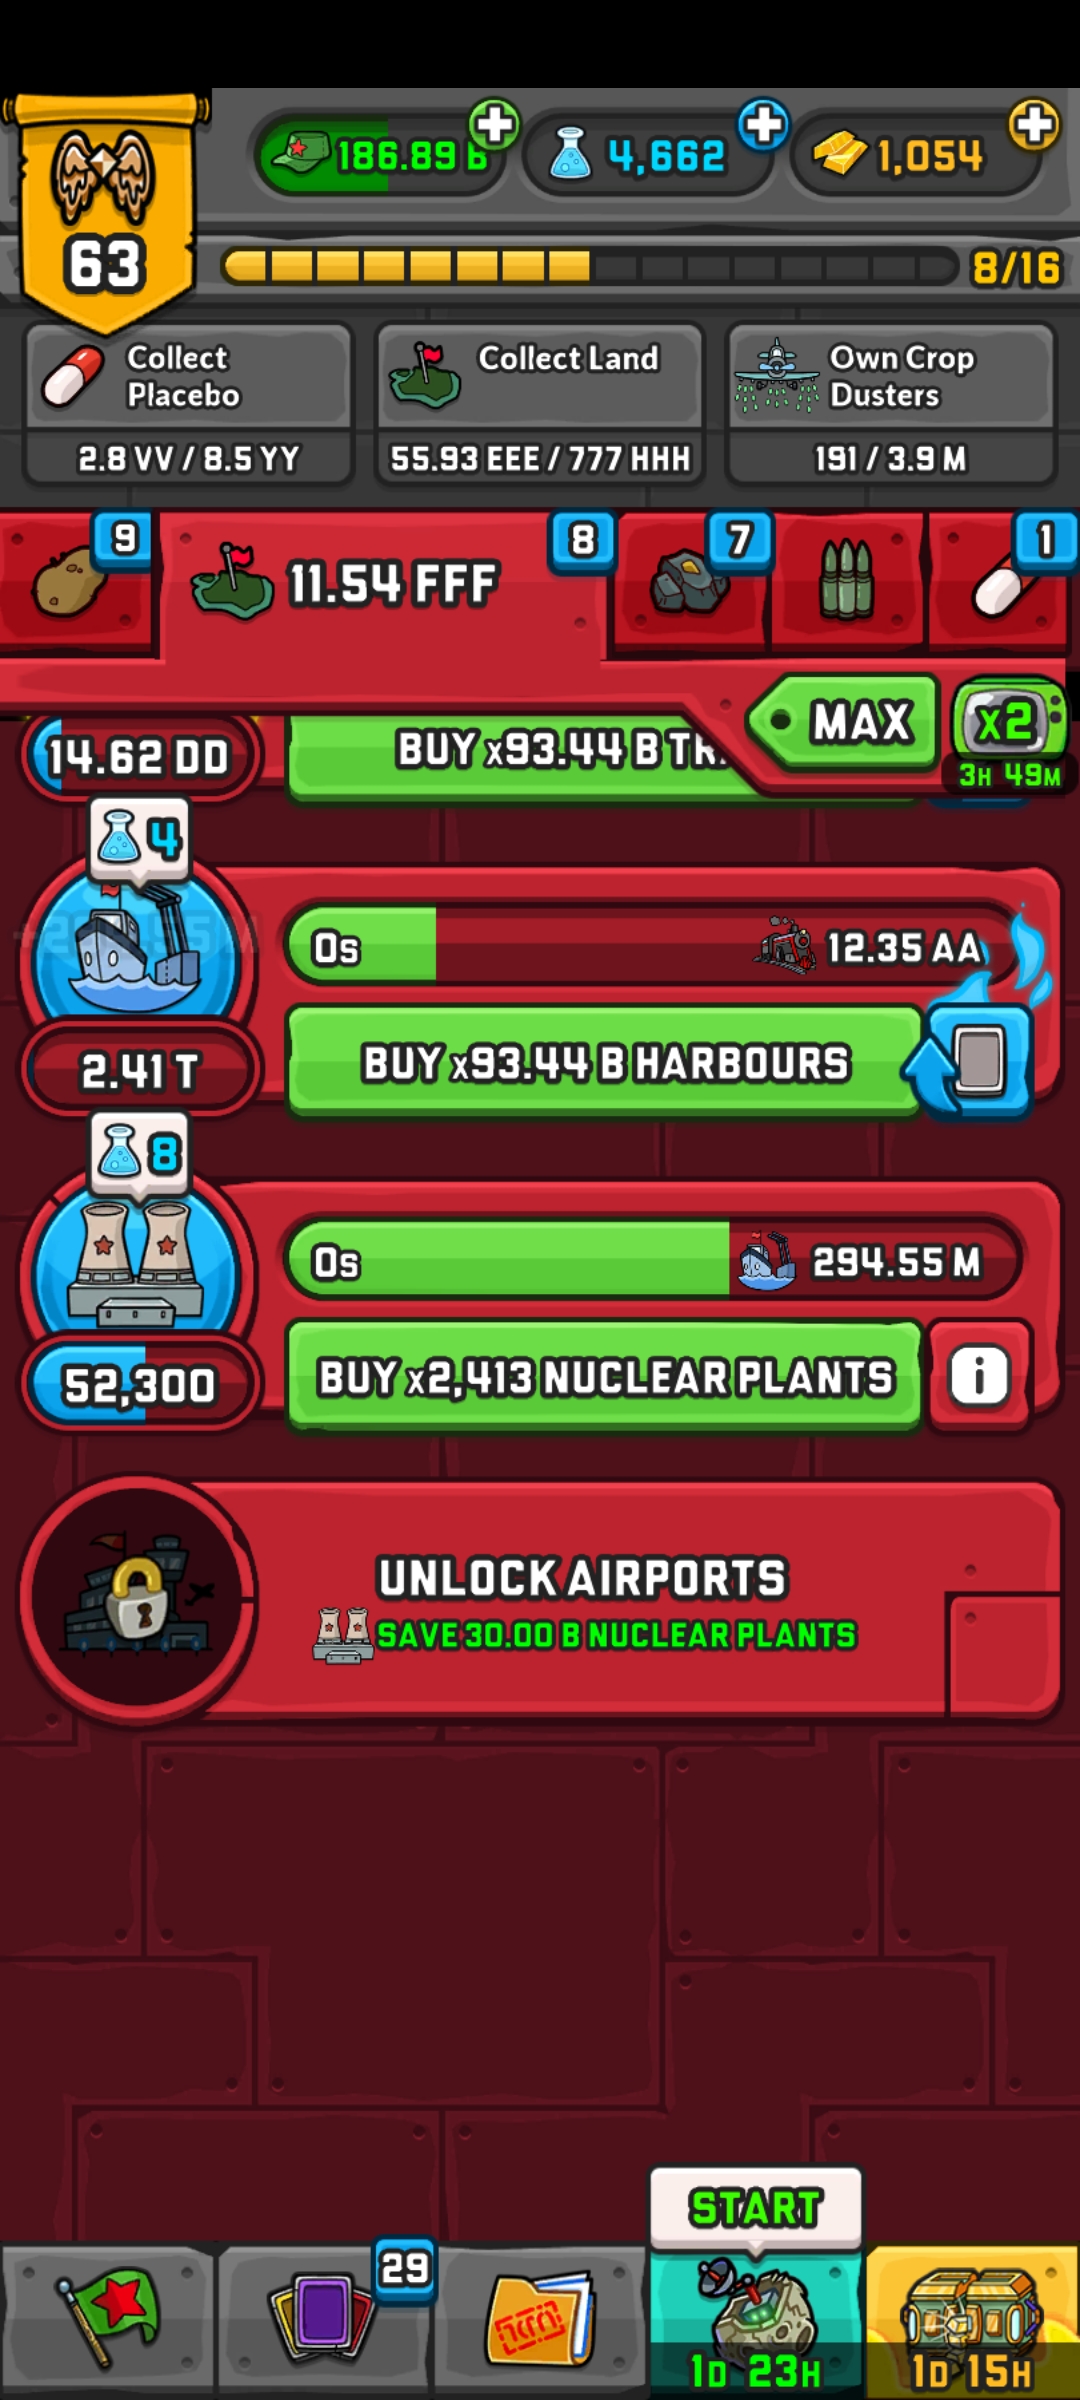 186.89 B
4,662
1,054
63
8/16
Collect
Placebo
2.8 VV / 8.5 YY
Collect Land
55.93 EEE / 777 HHH
Own Crop
Dusters
191 / 3.9 M
9
11.54 FFF
8
7
1
MAX
x2
3H 49M
14.62 DD
BUY x93.44 B
4
0s
12.35 AA
2.41 T
BUY x93.44 B HARBOURS
8
0s
294.55 M
52,300
BUY x2,413 NUCLEAR PLANTS
i
UNLOCK AIRPORTS
SAVE 30.00 B NUCLEAR PLANTS
START
29
1D 23H
1D 15H